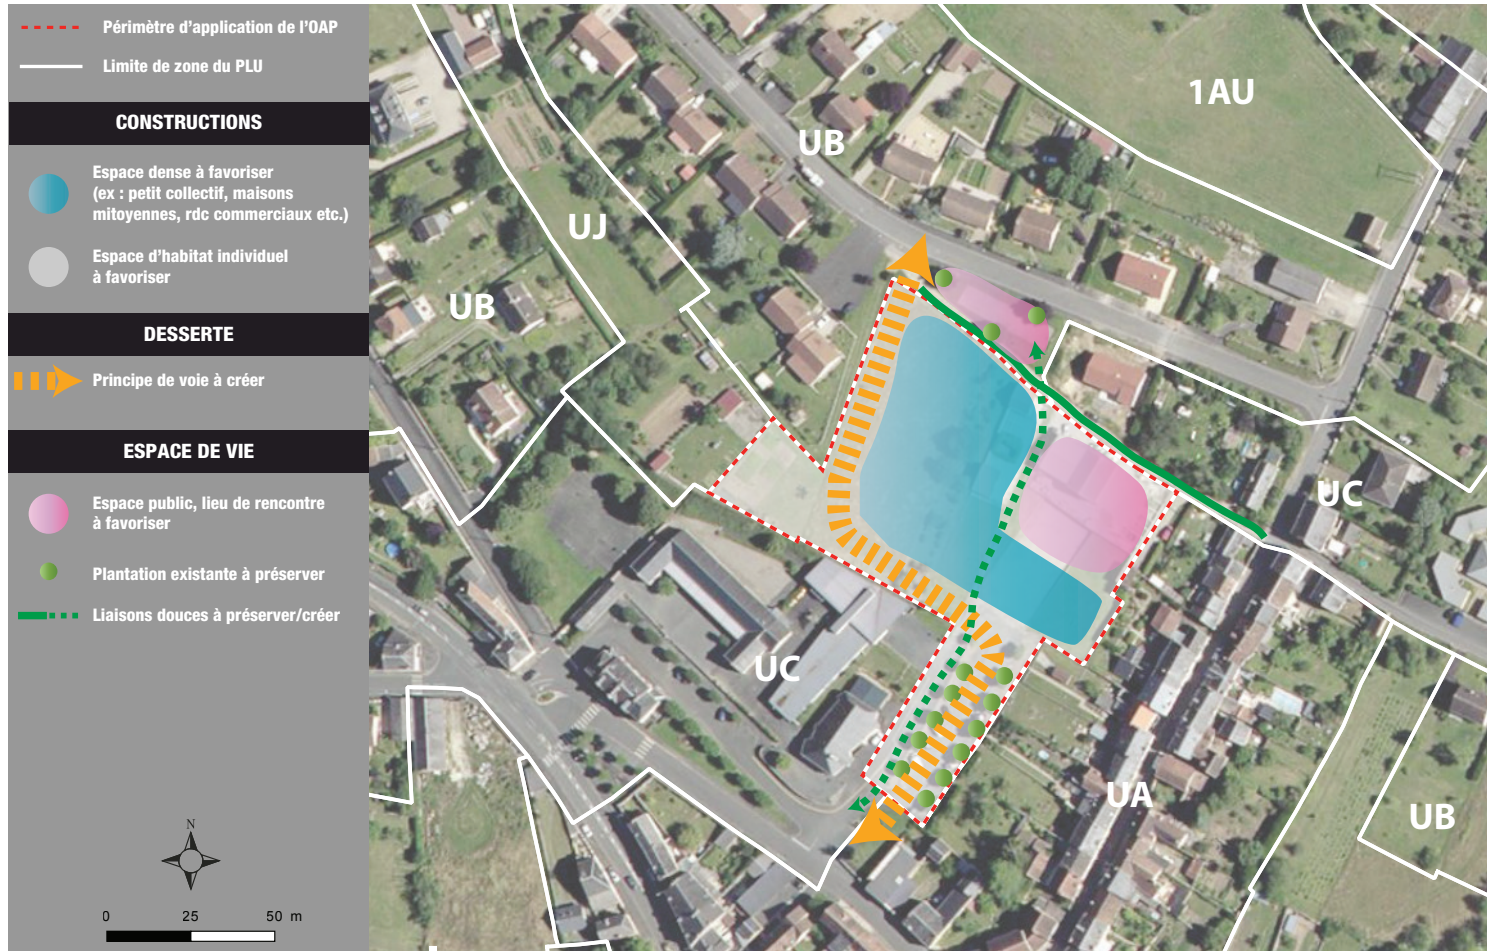 Périmètre d'application de l'OAP
Limite de zone du PLU
CONSTRUCTIONS
Espace dense à favoriser
(ex : petit collectif, maisons
mitoyennes, rdc commerciaux etc.)
Espace d'habitat individuel
à favoriser
DESSERTE
Principe de voie à créer
ESPACE DE VIE
Espace public, lieu de rencontre
à favoriser
Plantation existante à préserver
Liaisons douces à préserver/créer
N
0 25 50 m
1AU
UB
UJ
UB
UC
UC
UA
UB